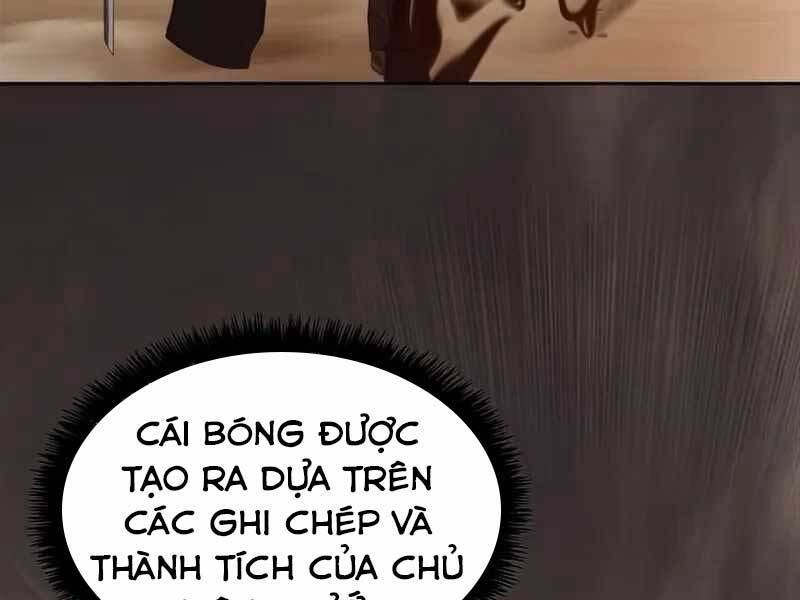 CÁI BÓNG ĐƯỢC
TẠO RA DỰA TRÊN
CÁC GHI CHÉP VÀ
THÀNH TÍCH CỦA CHỦ